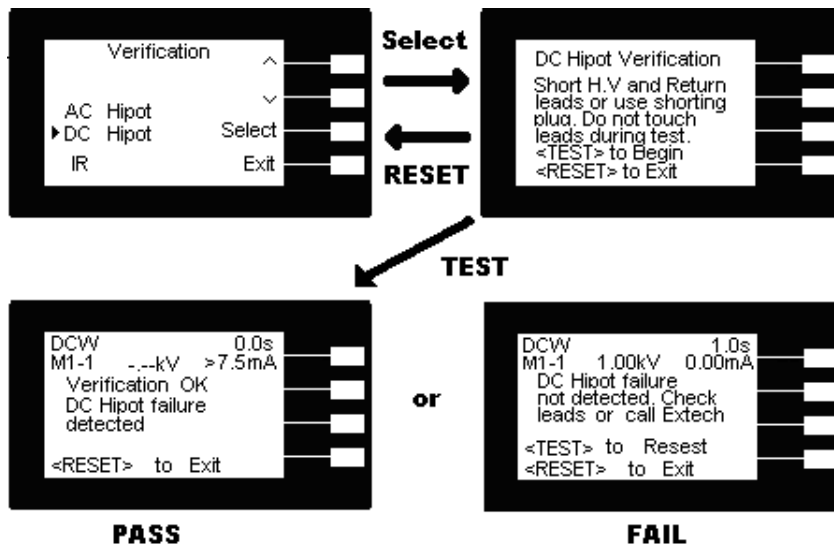 Verification
^
v
AC Hipot
DC Hipot Select
IR Exit
Select
RESET
DC Hipot Verification
Short H.V and Return
leads or use shorting
plug. Do not touch
leads during test.
<TEST> to Begin
<RESET> to Exit
TEST
DCW 0.0s
M1-1 -.--kV >7.5mA
Verification OK
DC Hipot failure
detected
<RESET> to Exit
PASS
or
DCW 1.0s
M1-1 1.00kV 0.00mA
DC Hipot failure
not detected. Check
leads or call Extech
<TEST> to Resest
<RESET> to Exit
FAIL